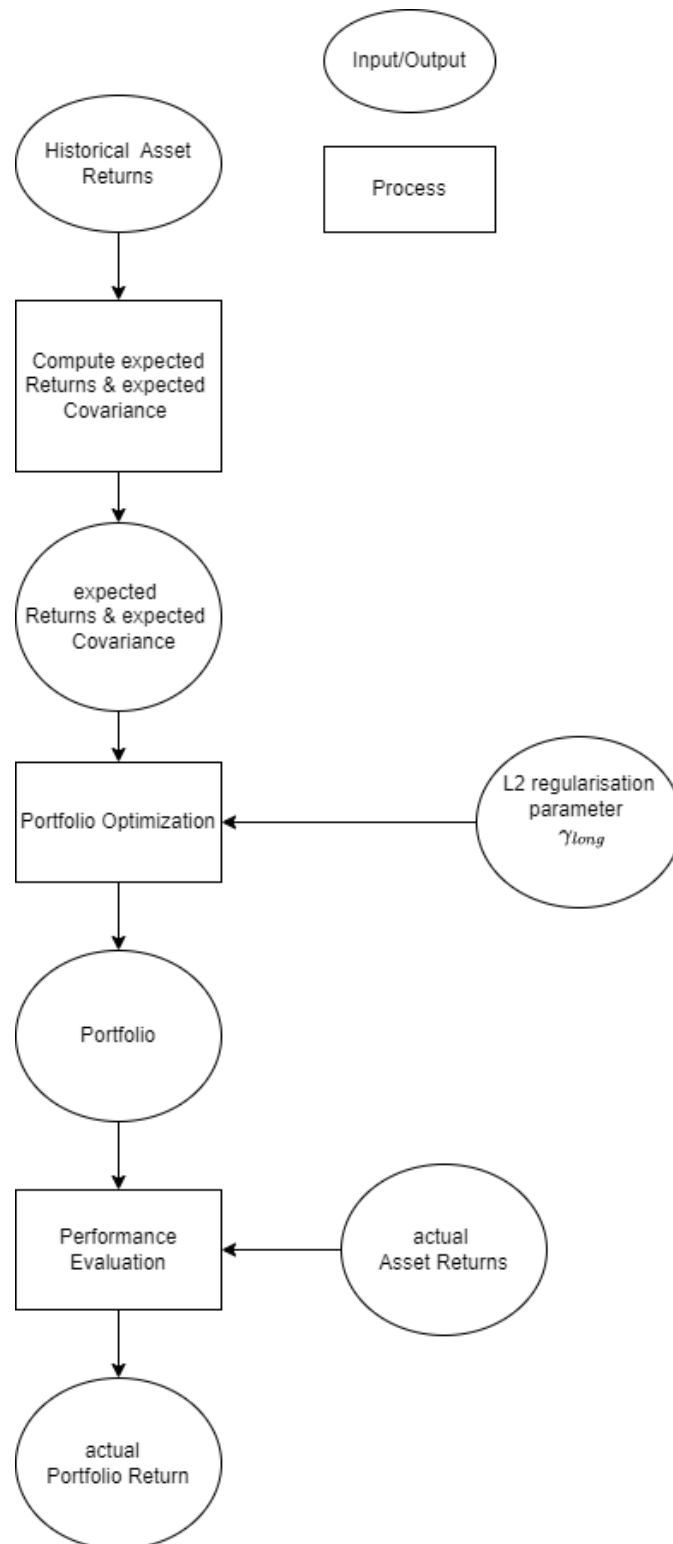 Input/Output
Historical Asset
Returns
Process
Compute expected
Returns & expected
Covariance
expected
Returns & expected
Covariance
L2 regularisation
parameter
γlong
Portfolio Optimization
Portfolio
Performance
Evaluation
actual
Asset Returns
actual
Portfolio Return